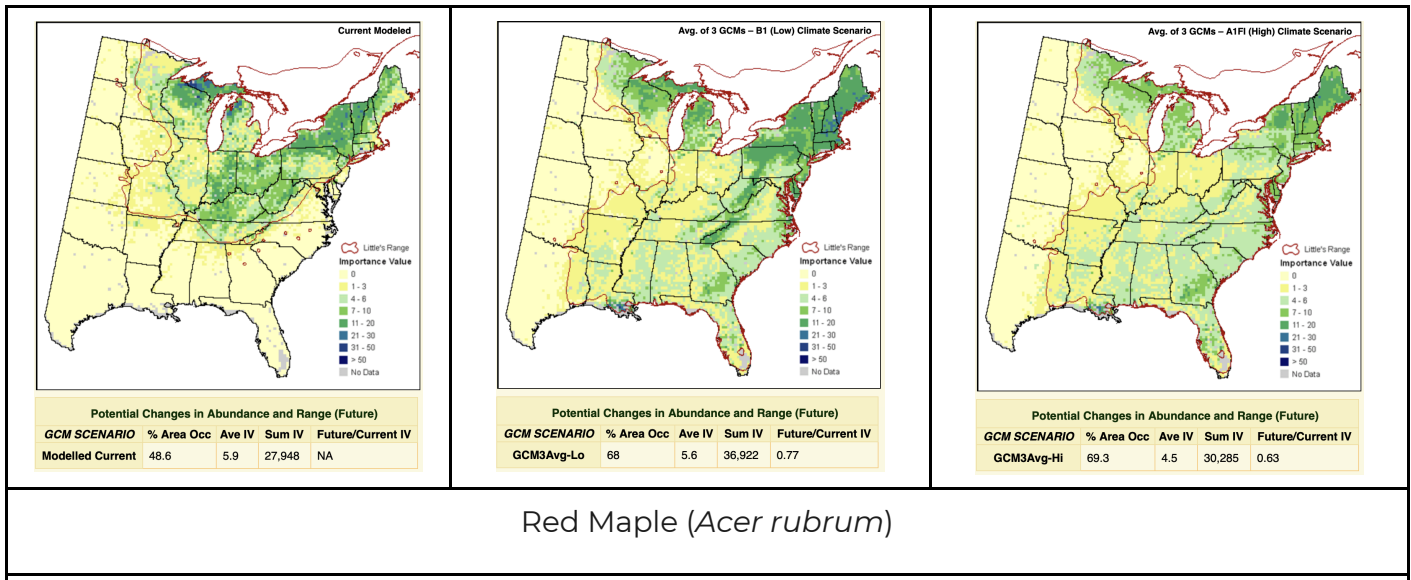 Current Modeled
Little's Range
Importance Value
0
1 - 3
4 - 6
7 - 10
11 - 20
21 - 30
31 - 50
> 50
No Data
Potential Changes in Abundance and Range (Future)
GCM SCENARIO % Area Occ Ave IV Sum IV Future/Current IV
Modelled Current 48.6 5.9 27,948 NA
Avg. of 3 GCMs – B1 (Low) Climate Scenario
Little's Range
Importance Value
0
1 - 3
4 - 6
7 - 10
11 - 20
21 - 30
31 - 50
> 50
No Data
Potential Changes in Abundance and Range (Future)
GCM SCENARIO % Area Occ Ave IV Sum IV Future/Current IV
GCM3Avg-Lo 68 5.6 36,922 0.77
Avg. of 3 GCMs – A1FI (High) Climate Scenario
Little's Range
Importance Value
0
1 - 3
4 - 6
7 - 10
11 - 20
21 - 30
31 - 50
> 50
No Data
Potential Changes in Abundance and Range (Future)
GCM SCENARIO % Area Occ Ave IV Sum IV Future/Current IV
GCM3Avg-Hi 69.3 4.5 30,285 0.63
Red Maple (Acer rubrum)